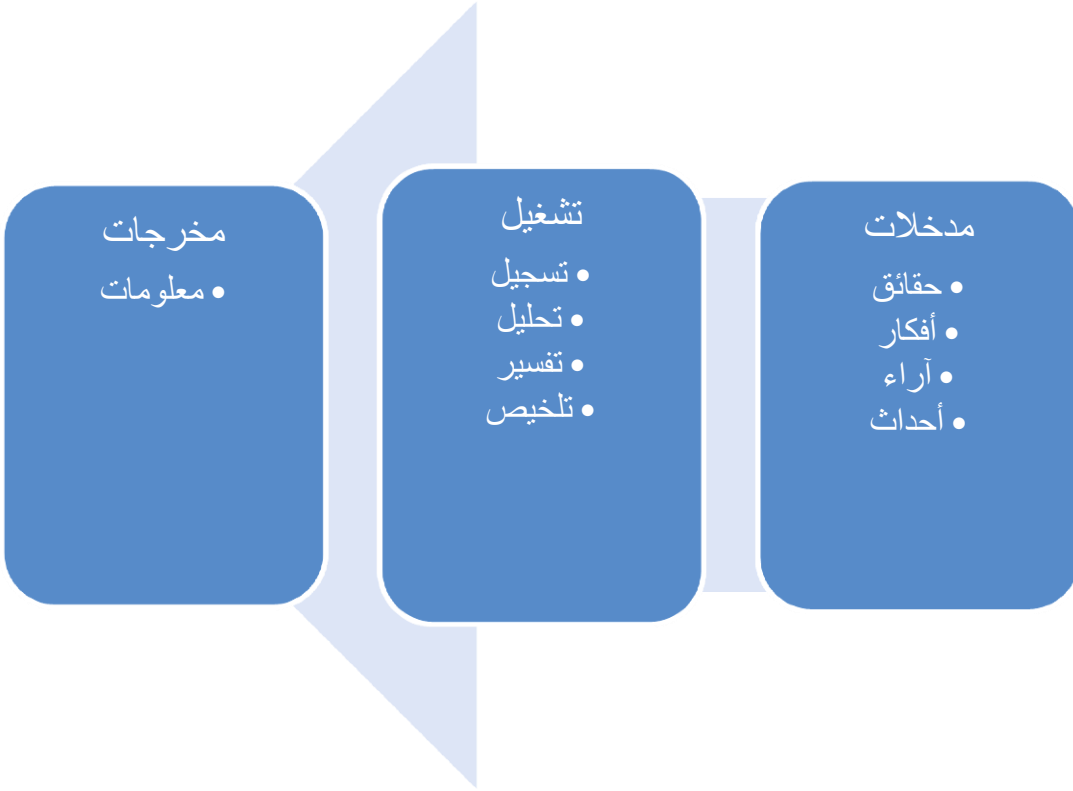 مدخلات
• حقائق
• أفكار
• آراء
• أحداث
تشغيل
• تسجيل
• تحليل
• تفسير
• تلخيص
مخرجات
• معلومات